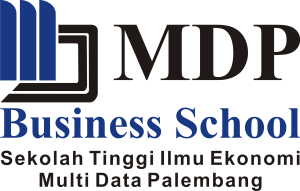 MDP
Business School
Sekolah Tinggi Ilmu Ekonomi
Multi Data Palembang